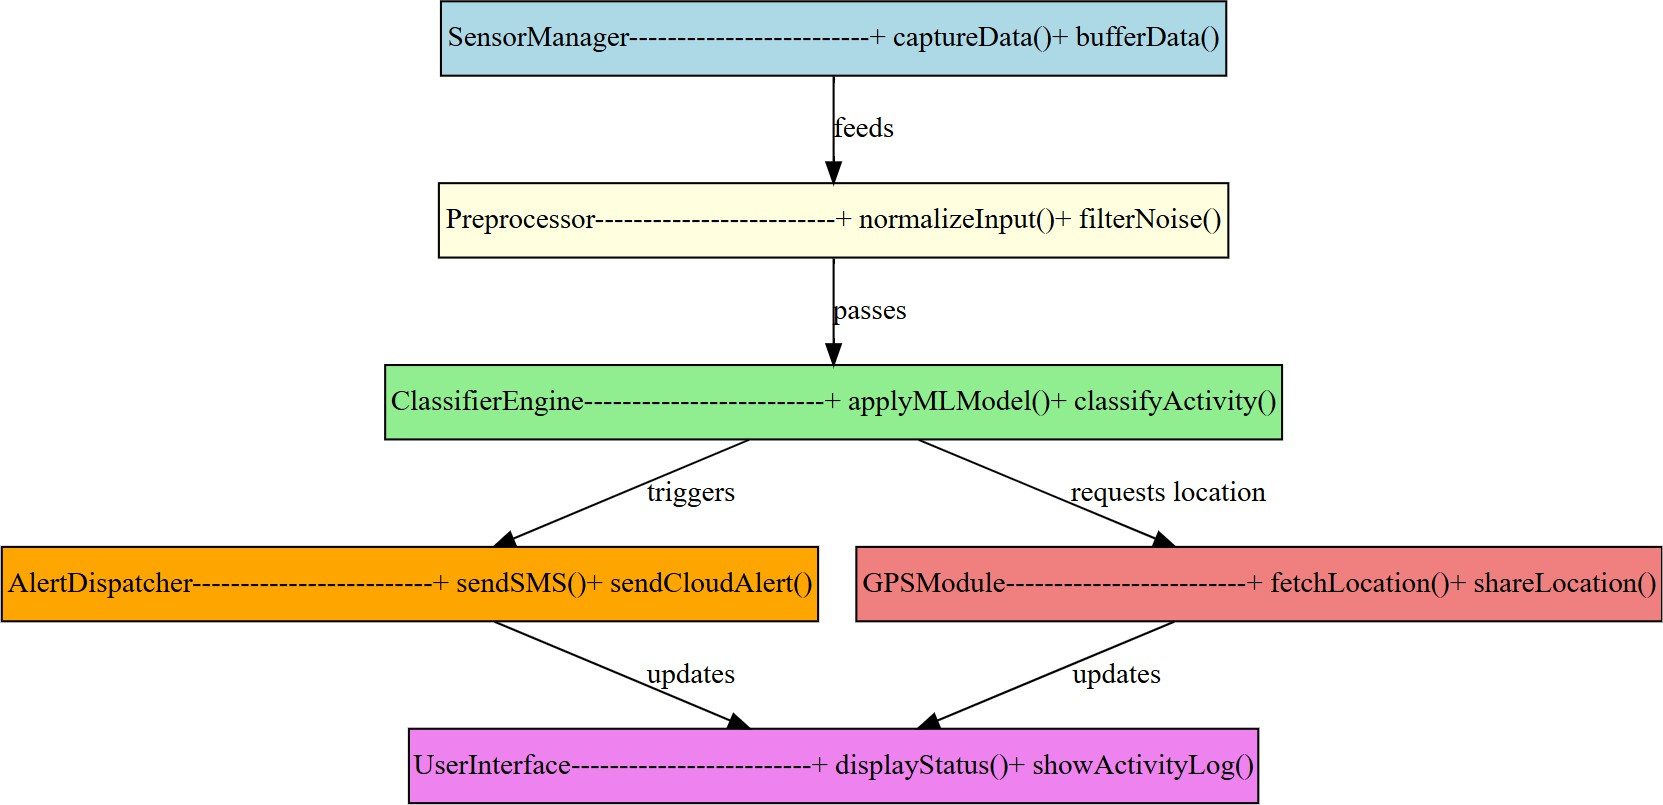 SensorManager-------------------------+ captureData()+ bufferData()
feeds
Preprocessor-------------------------+ normalizeInput()+ filterNoise()
passes
ClassifierEngine-------------------------+ applyMLModel()+ classifyActivity()
triggers
requests location
AlertDispatcher-------------------------+ sendSMS()+ sendCloudAlert()
GPSModule-------------------------+ fetchLocation()+ shareLocation()
updates
updates
UserInterface-------------------------+ displayStatus()+ showActivityLog()